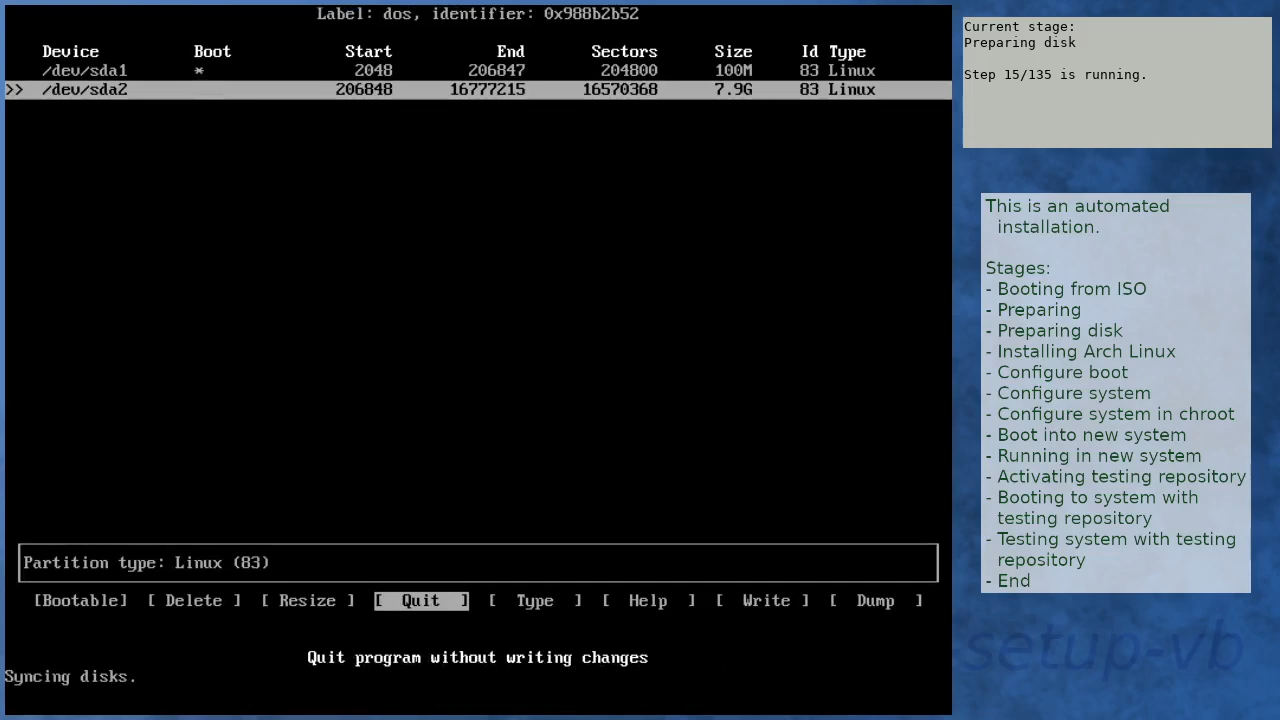 Label: dos, identifier: 0x988b2b52
Device Boot Start End Sectors Size Id Type
/dev/sda1 * 2048 206847 204800 100M 83 Linux
>> /dev/sda2 206848 16777215 16570368 7.9G 83 Linux
Partition type: Linux (83)
[Bootable] [ Delete ] [ Resize ] [ Quit ] [ Type ] [ Help ] [ Write ] [ Dump ]
Quit program without writing changes
Syncing disks.
Current stage:
Preparing disk
Step 15/135 is running.
This is an automated
installation.
Stages:
- Booting from ISO
- Preparing
- Preparing disk
- Installing Arch Linux
- Configure boot
- Configure system
- Configure system in chroot
- Boot into new system
- Running in new system
- Activating testing repository
- Booting to system with
testing repository
- Testing system with testing
repository
- End
setup-vb